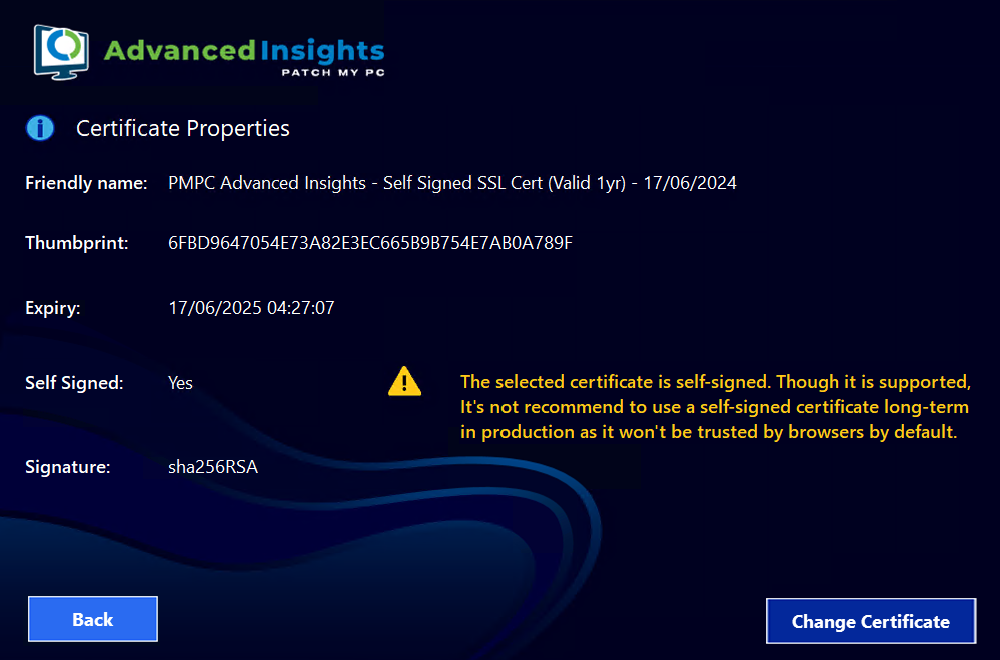 Advanced Insights
PATCH MY PC
Certificate Properties
Friendly name: PMPC Advanced Insights - Self Signed SSL Cert (Valid 1yr) - 17/06/2024
Thumbprint: 6FBD9647054E73A82E3EC665B9B754E7AB0A789F
Expiry: 17/06/2025 04:27:07
Self Signed: Yes
The selected certificate is self-signed. Though it is supported,
It's not recommend to use a self-signed certificate long-term
in production as it won't be trusted by browsers by default.
Signature: sha256RSA
Back
Change Certificate